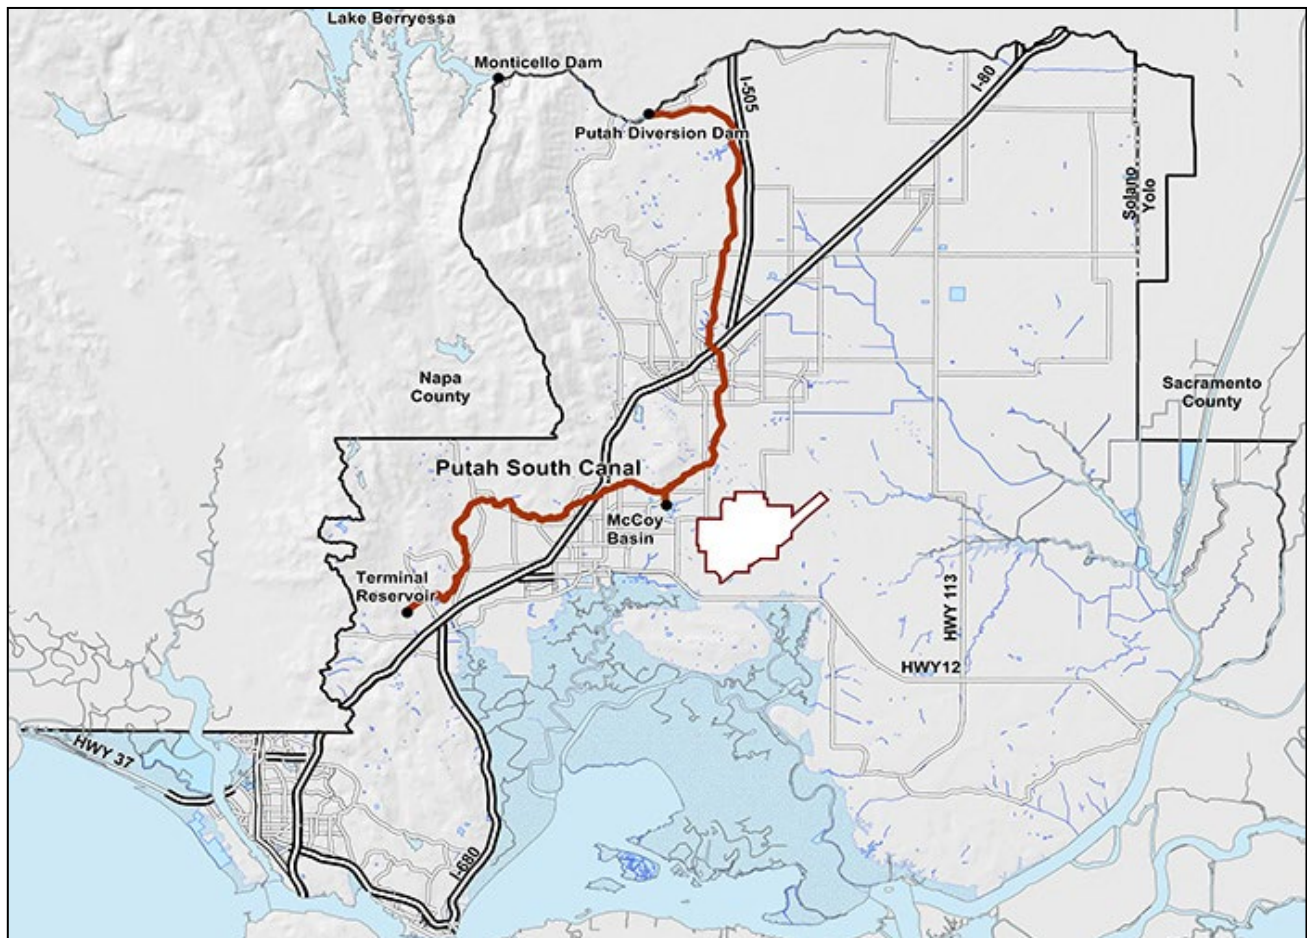 Lake Berryessa
Monticello Dam
I-505
I-80
Putah Diversion Dam
Solano
Yolo
Napa
County
Sacramento
County
Putah South Canal
McCoy
Basin
Terminal
Reservoir
HWY 113
HWY12
HWY 37
I-680